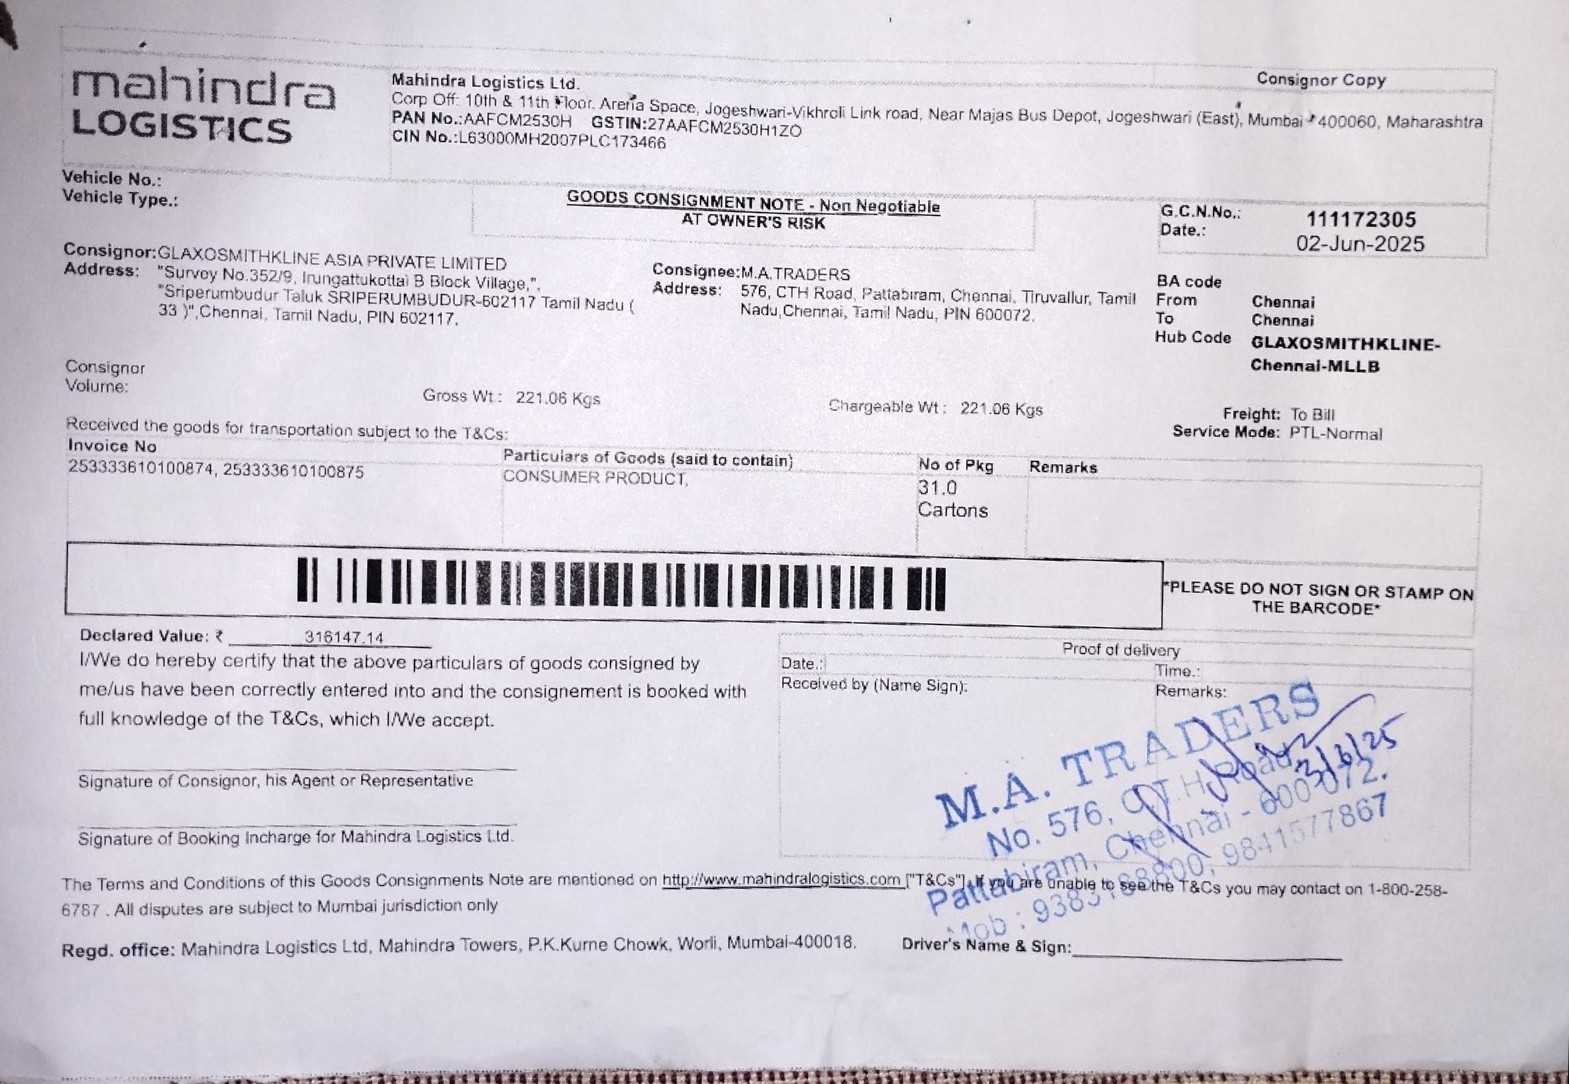 mahindra
LOGISTICS
Consignor Copy
Mahindra Logistics Ltd.
Corp Off: 10th & 11th Floor, Arena Space, Jogeshwari-Vikhroli Link road, Near Majas Bus Depot, Jogeshwari (East), Mumbai - 400060, Maharashtra
PAN No.:AAFCM2530H GSTIN:27AAFCM2530H1ZO
CIN No.:L63000MH2007PLC173466
Vehicle No.:
Vehicle Type.:
GOODS CONSIGNMENT NOTE - Non Negotiable
AT OWNER'S RISK
G.C.N.No.: 111172305
Date.: 02-Jun-2025
Consignor:GLAXOSMITHKLINE ASIA PRIVATE LIMITED
Address: "Survey No.352/9, Irungattukottai B Block Village,",
"Sriperumbudur Taluk SRIPERUMBUDUR-602117 Tamil Nadu (
33 )",Chennai, Tamil Nadu, PIN 602117.
Consignee:M.A.TRADERS
Address: 576, CTH Road, Pattabiram, Chennai, Tiruvallur, Tamil
Nadu,Chennai, Tamil Nadu, PIN 600072.
BA code
From Chennai
To Chennai
Hub Code GLAXOSMITHKLINE-
Chennai-MLLB
Consignor
Volume:
Gross Wt : 221.06 Kgs
Chargeable Wt : 221.06 Kgs
Freight: To Bill
Service Mode: PTL-Normal
Received the goods for transportation subject to the T&Cs:
Invoice No
253333610100874, 253333610100875
Particulars of Goods (said to contain)
CONSUMER PRODUCT,
No of Pkg
31.0
Cartons
Remarks
*PLEASE DO NOT SIGN OR STAMP ON
THE BARCODE*
Declared Value: ₹ 316147.14
I/We do hereby certify that the above particulars of goods consigned by
me/us have been correctly entered into and the consignement is booked with
full knowledge of the T&Cs, which I/We accept.
Signature of Consignor, his Agent or Representative
Signature of Booking Incharge for Mahindra Logistics Ltd.
Proof of delivery
Date.:
Time.:
Received by (Name Sign):
Remarks:
M.A. TRADERS
No. 576, C.T.H. Road,
Pattabiram, Chennai - 600 072.
Mob : 9383168800, 9841577867
3/6/25
The Terms and Conditions of this Goods Consignments Note are mentioned on http://www.mahindralogistics.com ["T&Cs"]. If you are unable to see the T&Cs you may contact on 1-800-258-
6787 . All disputes are subject to Mumbai jurisdiction only
Regd. office: Mahindra Logistics Ltd, Mahindra Towers, P.K.Kurne Chowk, Worli, Mumbai-400018.
Driver's Name & Sign: